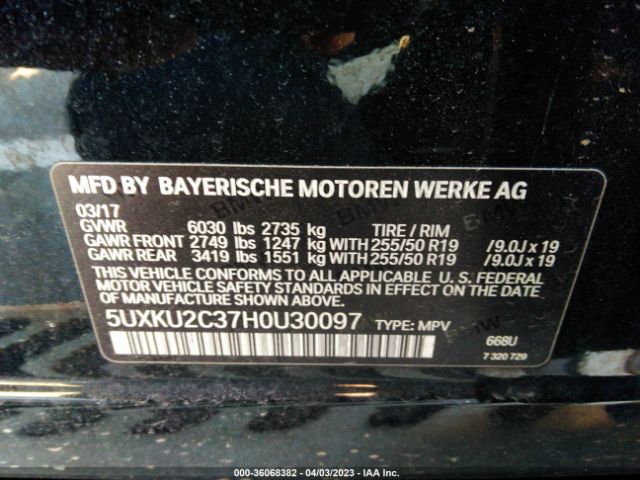 MFD BY BAYERISCHE MOTOREN WERKE AG
03/17
GVWR 6030 lbs 2735 kg TIRE / RIM
GAWR FRONT 2749 lbs 1247 kg WITH 255/50 R19 /9.0J x 19
GAWR REAR 3419 lbs 1551 kg WITH 255/50 R19 /9.0J x 19
THIS VEHICLE CONFORMS TO ALL APPLICABLE U. S. FEDERAL
MOTOR VEHICLE SAFETY STANDARDS IN EFFECT ON THE DATE OF
MANUFACTURE SHOWN ABOVE.
5UXKU2C37H0U30097 TYPE: MPV
668U
7 320 729
000-36068382 - 04/03/2023 - IAA Inc.